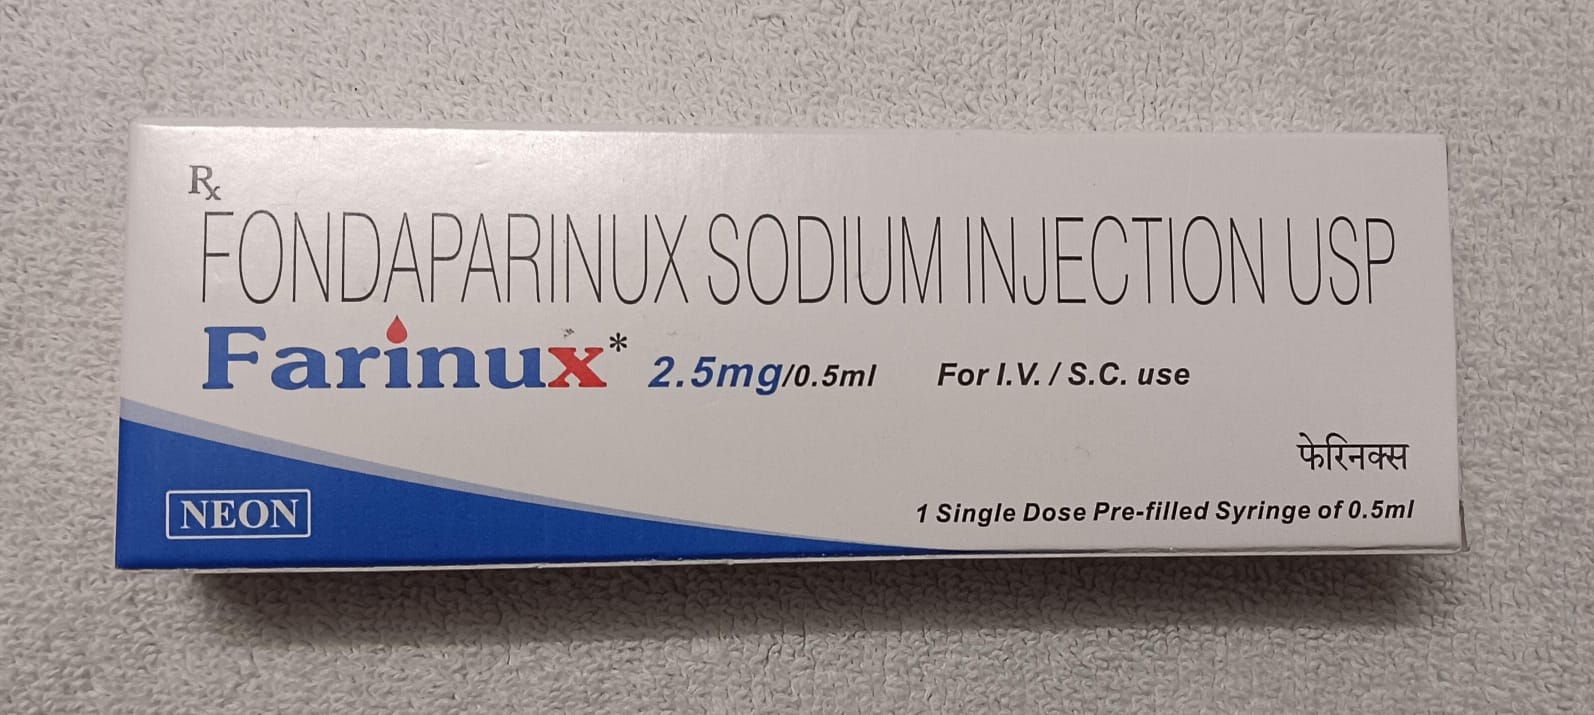 Rx
FONDAPARINUX SODIUM INJECTION USP
Farinux* 2.5mg/0.5ml For I.V. / S.C. use
फेरिनक्स
NEON
1 Single Dose Pre-filled Syringe of 0.5ml